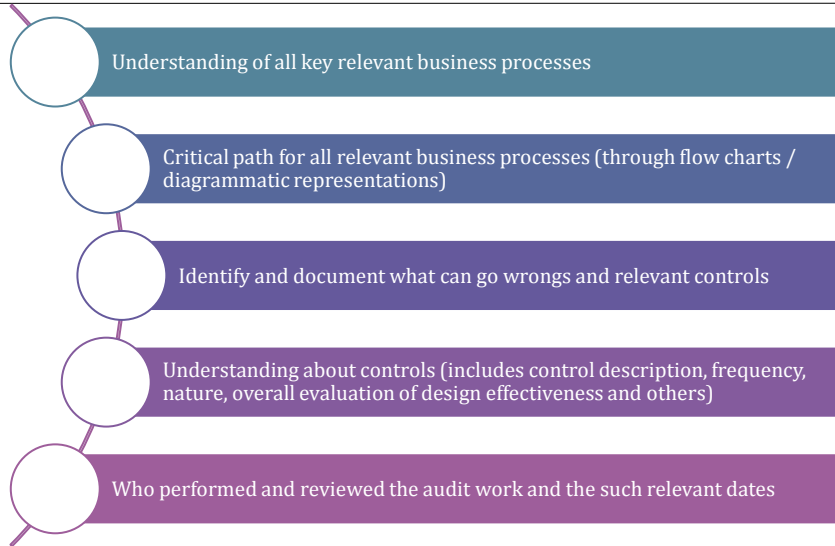 Understanding of all key relevant business processes
Critical path for all relevant business processes (through flow charts /
diagrammatic representations)
Identify and document what can go wrongs and relevant controls
Understanding about controls (includes control description, frequency,
nature, overall evaluation of design effectiveness and others)
Who performed and reviewed the audit work and the such relevant dates